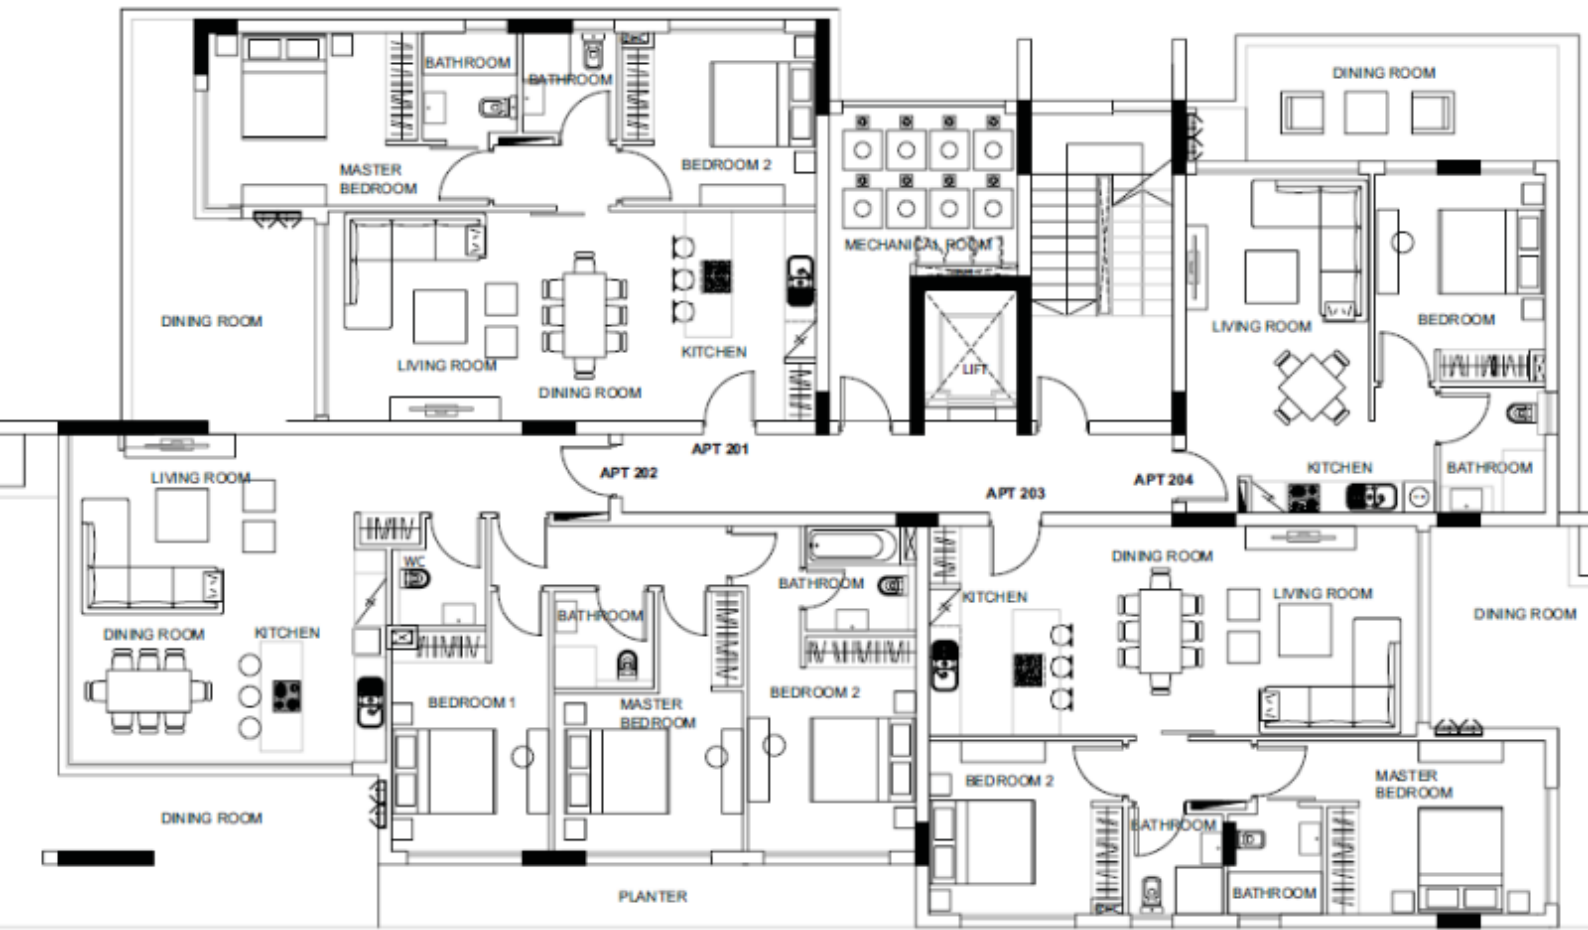 DINING ROOM
BATHROOM
BATHROOM
MASTER
BEDROOM
BEDROOM 2
MECHANICAL ROOM
DINING ROOM
LIVING ROOM
DINING ROOM
KITCHEN
LIFT
LIVING ROOM
BEDROOM
APT 201
APT 202
APT 203
APT 204
KITCHEN
BATHROOM
LIVING ROOM
DINING ROOM
KITCHEN
WC
BATHROOM
BATHROOM
BEDROOM 1
MASTER
BEDROOM
BEDROOM 2
KITCHEN
DINING ROOM
LIVING ROOM
DINING ROOM
DINING ROOM
BEDROOM 2
BATHROOM
MASTER
BEDROOM
BATHROOM
PLANTER